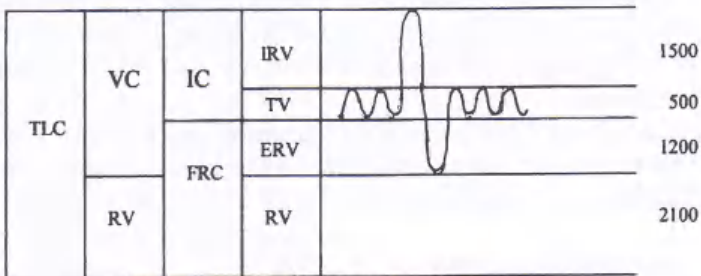 IRV 1500
VC IC
TV 500
TLC
ERV 1200
FRC
RV RV 2100